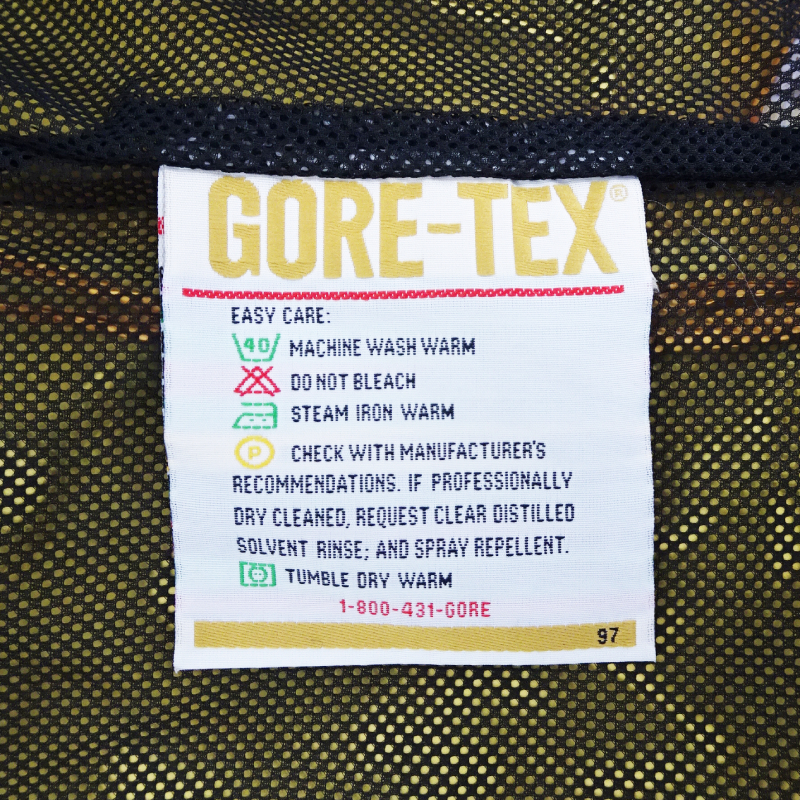 GORE-TEX®
EASY CARE:
40 MACHINE WASH WARM
DO NOT BLEACH
STEAM IRON WARM
P CHECK WITH MANUFACTURER'S
RECOMMENDATIONS. IF PROFESSIONALLY
DRY CLEANED, REQUEST CLEAR DISTILLED
SOLVENT RINSE; AND SPRAY REPELLENT.
TUMBLE DRY WARM
1-800-431-GORE
97